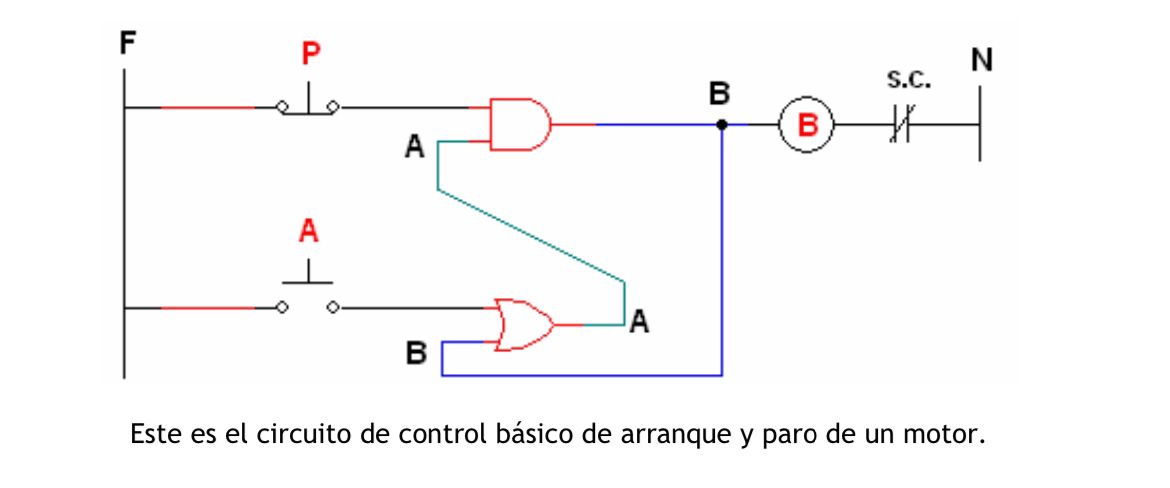 F
P
N
S.C.
B
B
A
A
A
B
Este es el circuito de control básico de arranque y paro de un motor.